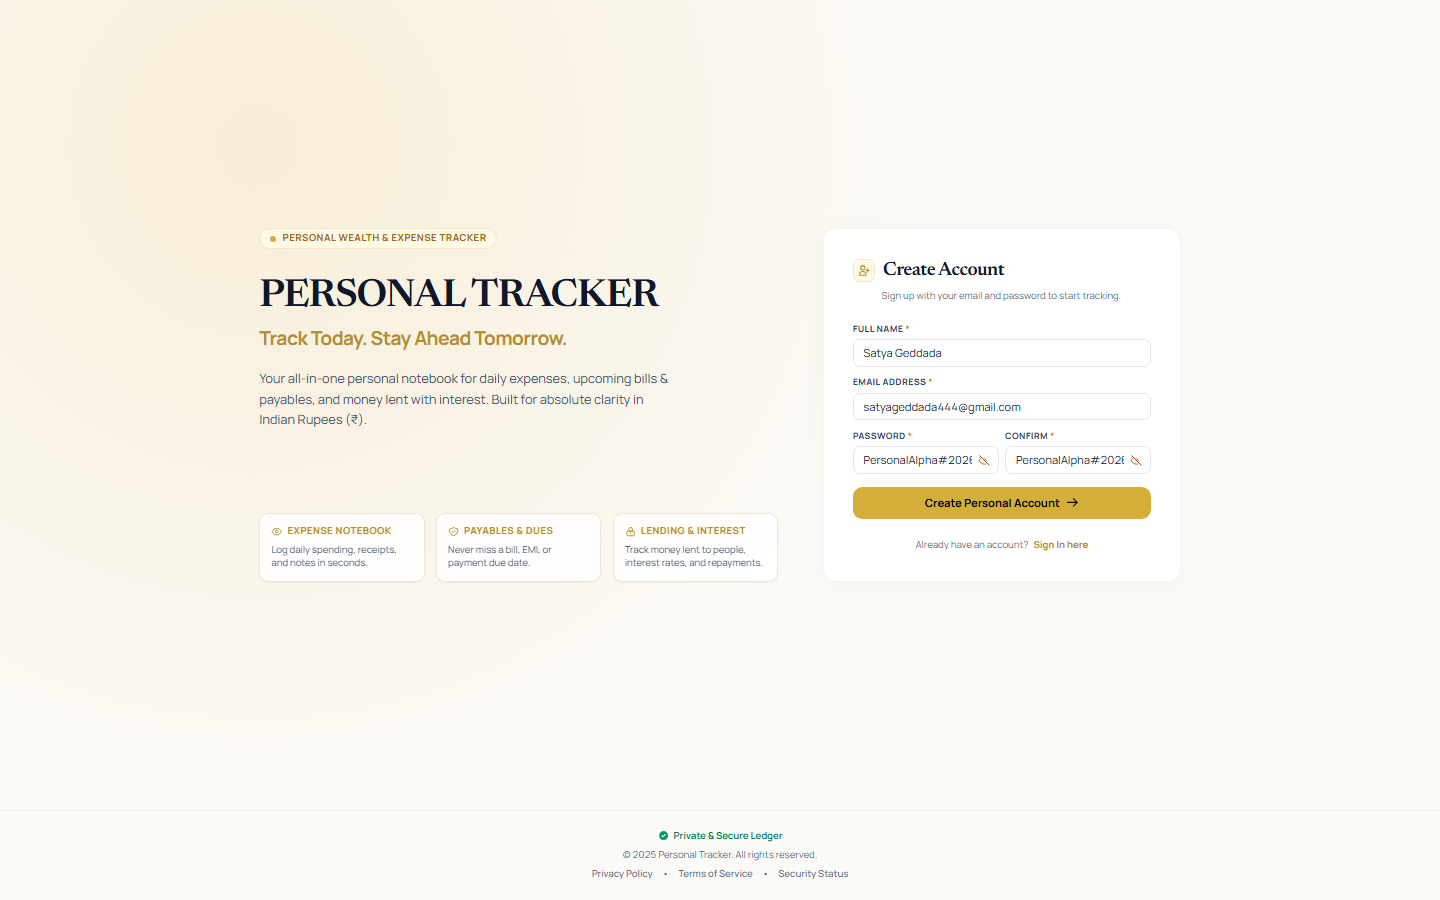 PERSONAL WEALTH & EXPENSE TRACKER
PERSONAL TRACKER
Track Today. Stay Ahead Tomorrow.
Your all-in-one personal notebook for daily expenses, upcoming bills &
payables, and money lent with interest. Built for absolute clarity in
Indian Rupees (₹).
EXPENSE NOTEBOOK
Log daily spending, receipts,
and notes in seconds.
PAYABLES & DUES
Never miss a bill, EMI, or
payment due date.
LENDING & INTEREST
Track money lent to people,
interest rates, and repayments.
Create Account
Sign up with your email and password to start tracking.
FULL NAME *
Satya Geddada
EMAIL ADDRESS *
satyageddada444@gmail.com
PASSWORD * CONFIRM *
PersonalAlpha#2026 PersonalAlpha#2026
Create Personal Account →
Already have an account? Sign In here
Private & Secure Ledger
© 2025 Personal Tracker. All rights reserved.
Privacy Policy • Terms of Service • Security Status